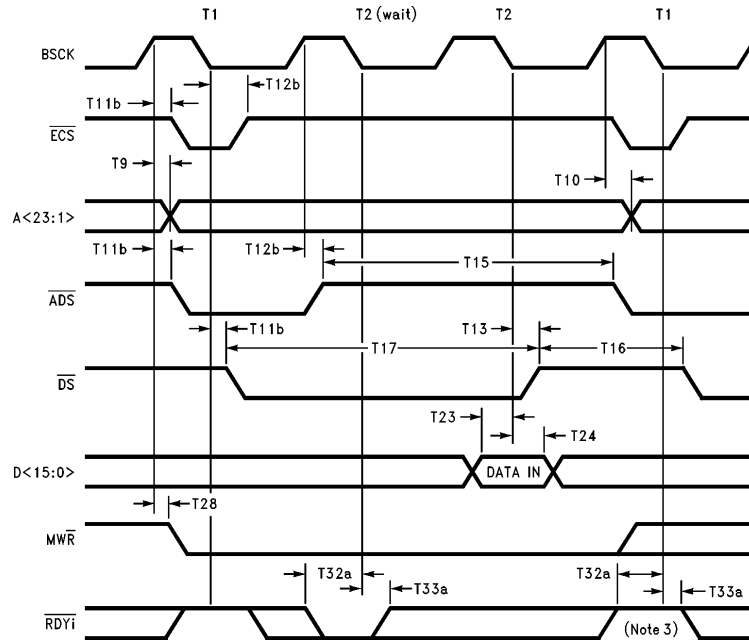 T1 T2 (wait) T2 T1
BSCK
T11b T12b
ECS
T9 T10
A<23:1>
T11b T12b T15
ADS
T11b T13
T17 T16
DS
T23 T24
D<15:0> DATA IN
T28
MWR
T32a T33a T32a T33a
RDYi (Note 3)